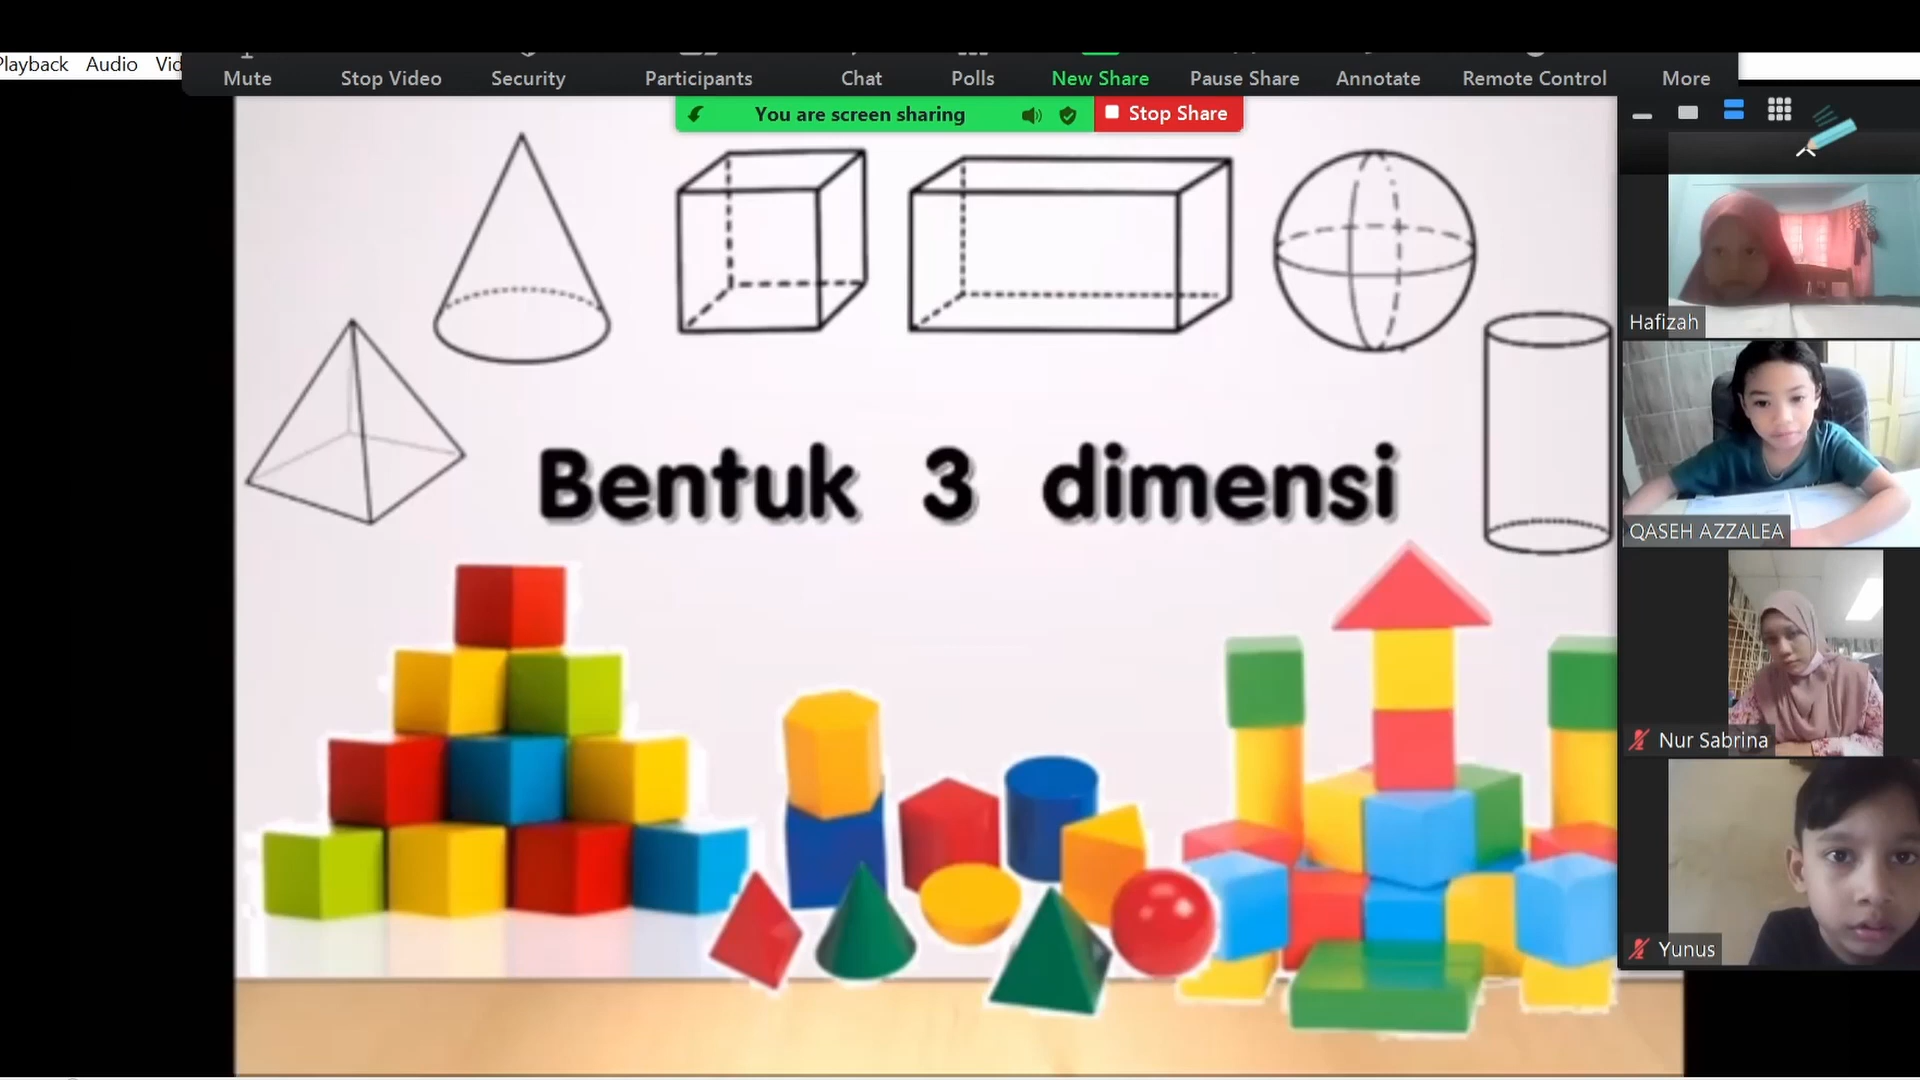 Playback Audio Vid
Mute Stop Video Security Participants Chat Polls New Share Pause Share Annotate Remote Control More
You are screen sharing Stop Share
Bentuk 3 dimensi
Hafizah
QASEH AZZALEA
Nur Sabrina
Yunus